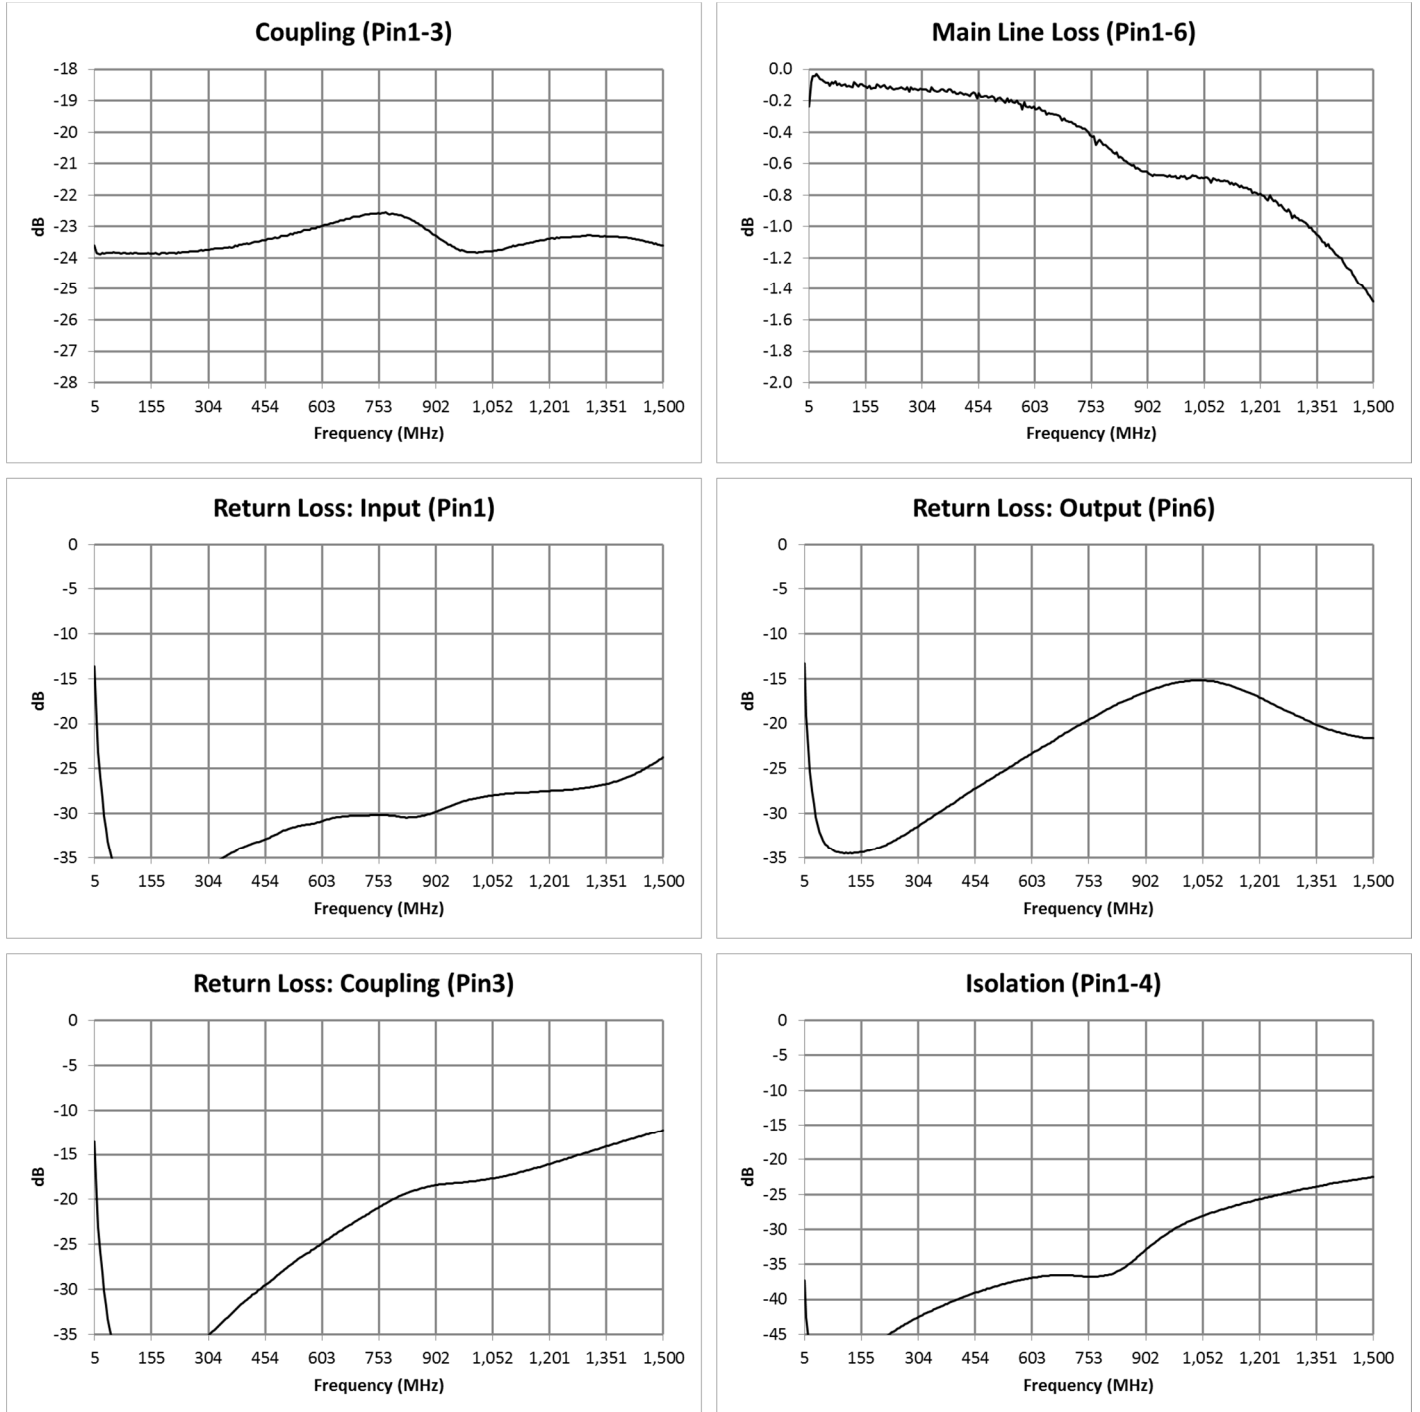 Coupling (Pin1-3)
-18
-19
-20
-21
-22
-23
-24
-25
-26
-27
-28
dB
5 155 304 454 603 753 902 1,052 1,201 1,351 1,500
Frequency (MHz)
Main Line Loss (Pin1-6)
0.0
-0.2
-0.4
-0.6
-0.8
-1.0
-1.2
-1.4
-1.6
-1.8
-2.0
dB
5 155 304 454 603 753 902 1,052 1,201 1,351 1,500
Frequency (MHz)
Return Loss: Input (Pin1)
0
-5
-10
-15
-20
-25
-30
-35
dB
5 155 304 454 603 753 902 1,052 1,201 1,351 1,500
Frequency (MHz)
Return Loss: Output (Pin6)
0
-5
-10
-15
-20
-25
-30
-35
dB
5 155 304 454 603 753 902 1,052 1,201 1,351 1,500
Frequency (MHz)
Return Loss: Coupling (Pin3)
0
-5
-10
-15
-20
-25
-30
-35
dB
5 155 304 454 603 753 902 1,052 1,201 1,351 1,500
Frequency (MHz)
Isolation (Pin1-4)
0
-5
-10
-15
-20
-25
-30
-35
-40
-45
dB
5 155 304 454 603 753 902 1,052 1,201 1,351 1,500
Frequency (MHz)